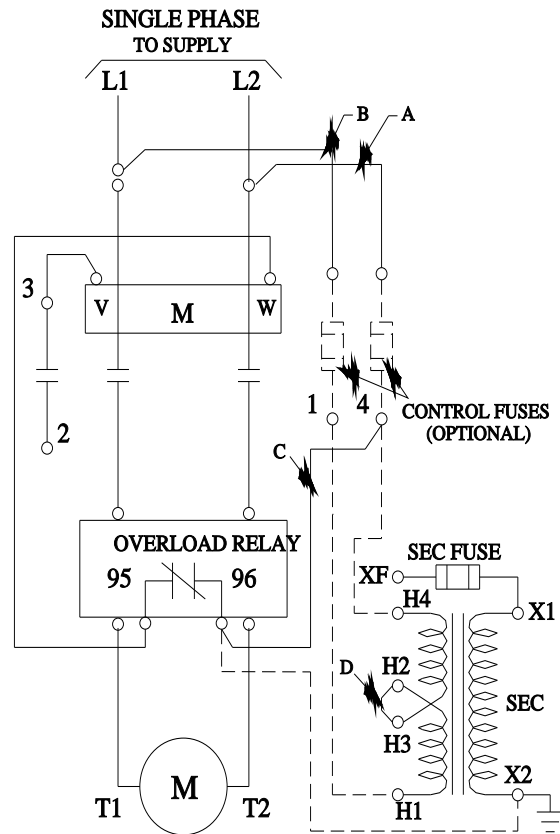 SINGLE PHASE
TO SUPPLY
L1 L2
B A
3
V M W
2
1 4
CONTROL FUSES
(OPTIONAL)
C
OVERLOAD RELAY
95 96
SEC FUSE
XF
H4 X1
D H2
SEC
H3
X2
H1
T1 M T2